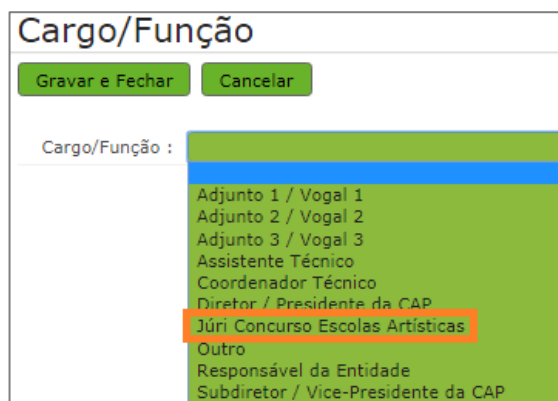 Cargo/Função
Gravar e Fechar Cancelar
Cargo/Função :
Adjunto 1 / Vogal 1
Adjunto 2 / Vogal 2
Adjunto 3 / Vogal 3
Assistente Técnico
Coordenador Técnico
Diretor / Presidente da CAP
Júri Concurso Escolas Artísticas
Outro
Responsável da Entidade
Subdiretor / Vice-Presidente da CAP